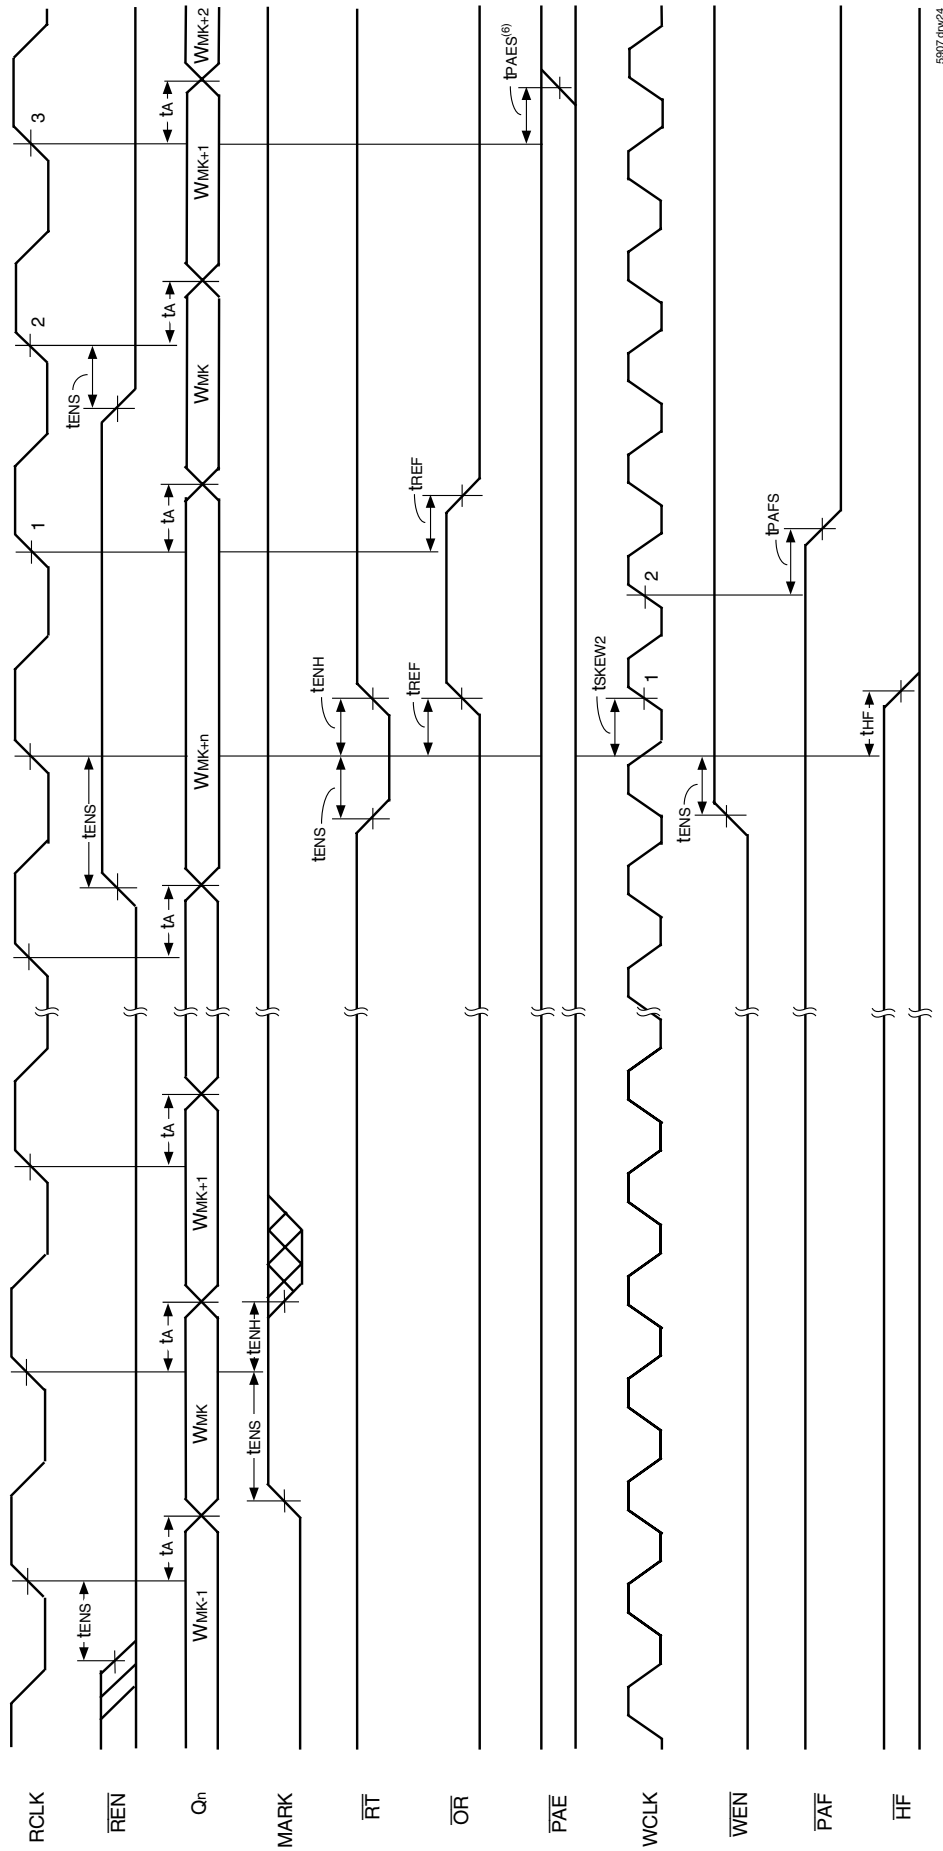 RCLK 1 2 3
tENS tENS tENS
REN
tA tA tA tA tA tA tA
Qn WMK-1 WMK WMK+1 WMK+n WMK WMK+1 WMK+2
tENS tENH
MARK
tENS tENH
RT
tREF tREF
OR
tPAES(6)
PAE
tSKEW2
WCLK 1 2
tENS
WEN
tPAFS
PAF
tHF
HF
5907 drw24